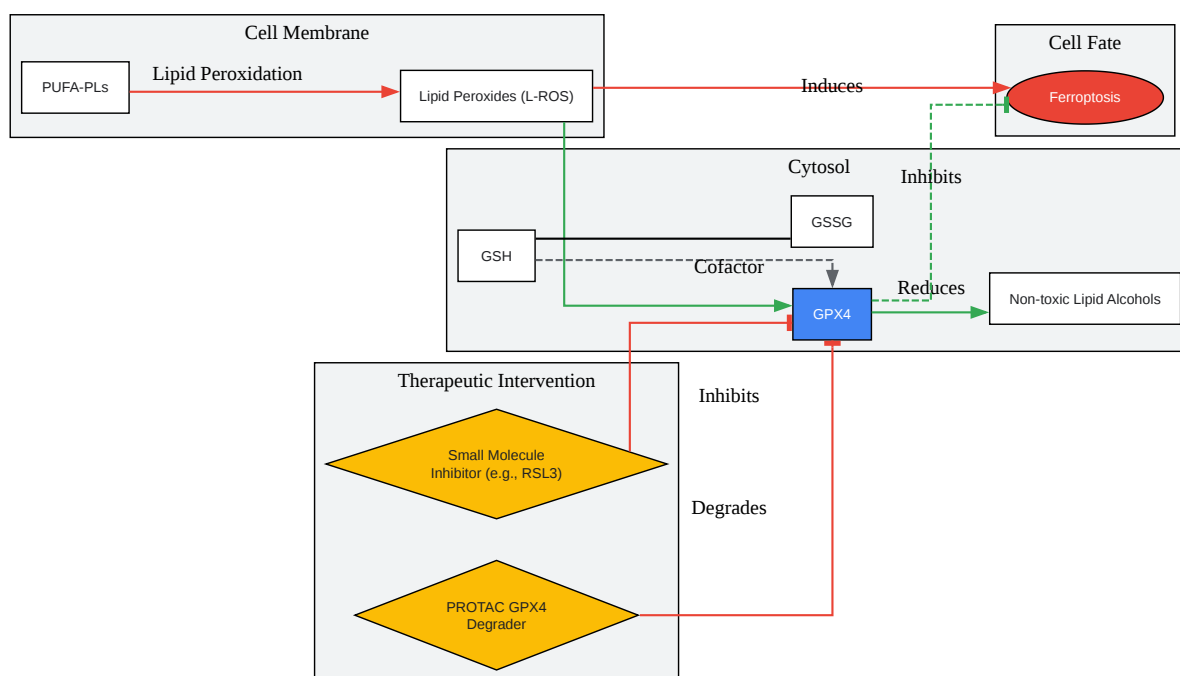 Cell Membrane
PUFA-PLs
Lipid Peroxidation
Lipid Peroxides (L-ROS)
Induces
Cell Fate
Ferroptosis
Cytosol
Inhibits
GSSG
GSH
Cofactor
GPX4
Reduces
Non-toxic Lipid Alcohols
Therapeutic Intervention
Inhibits
Small Molecule
Inhibitor (e.g., RSL3)
Degrades
PROTAC GPX4
Degrader